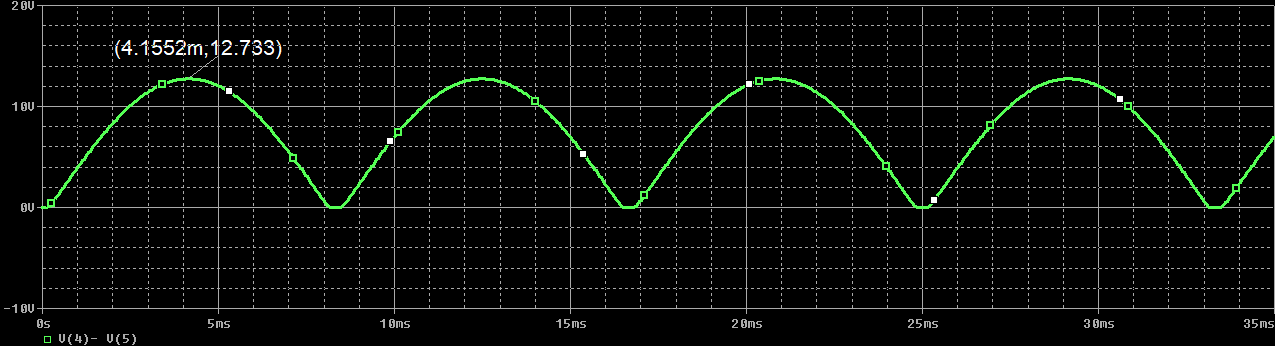 20V
(4.1552m,12.733)
10V
0V
-10V
0s 5ms 10ms 15ms 20ms 25ms 30ms 35ms
V(4)- V(5)